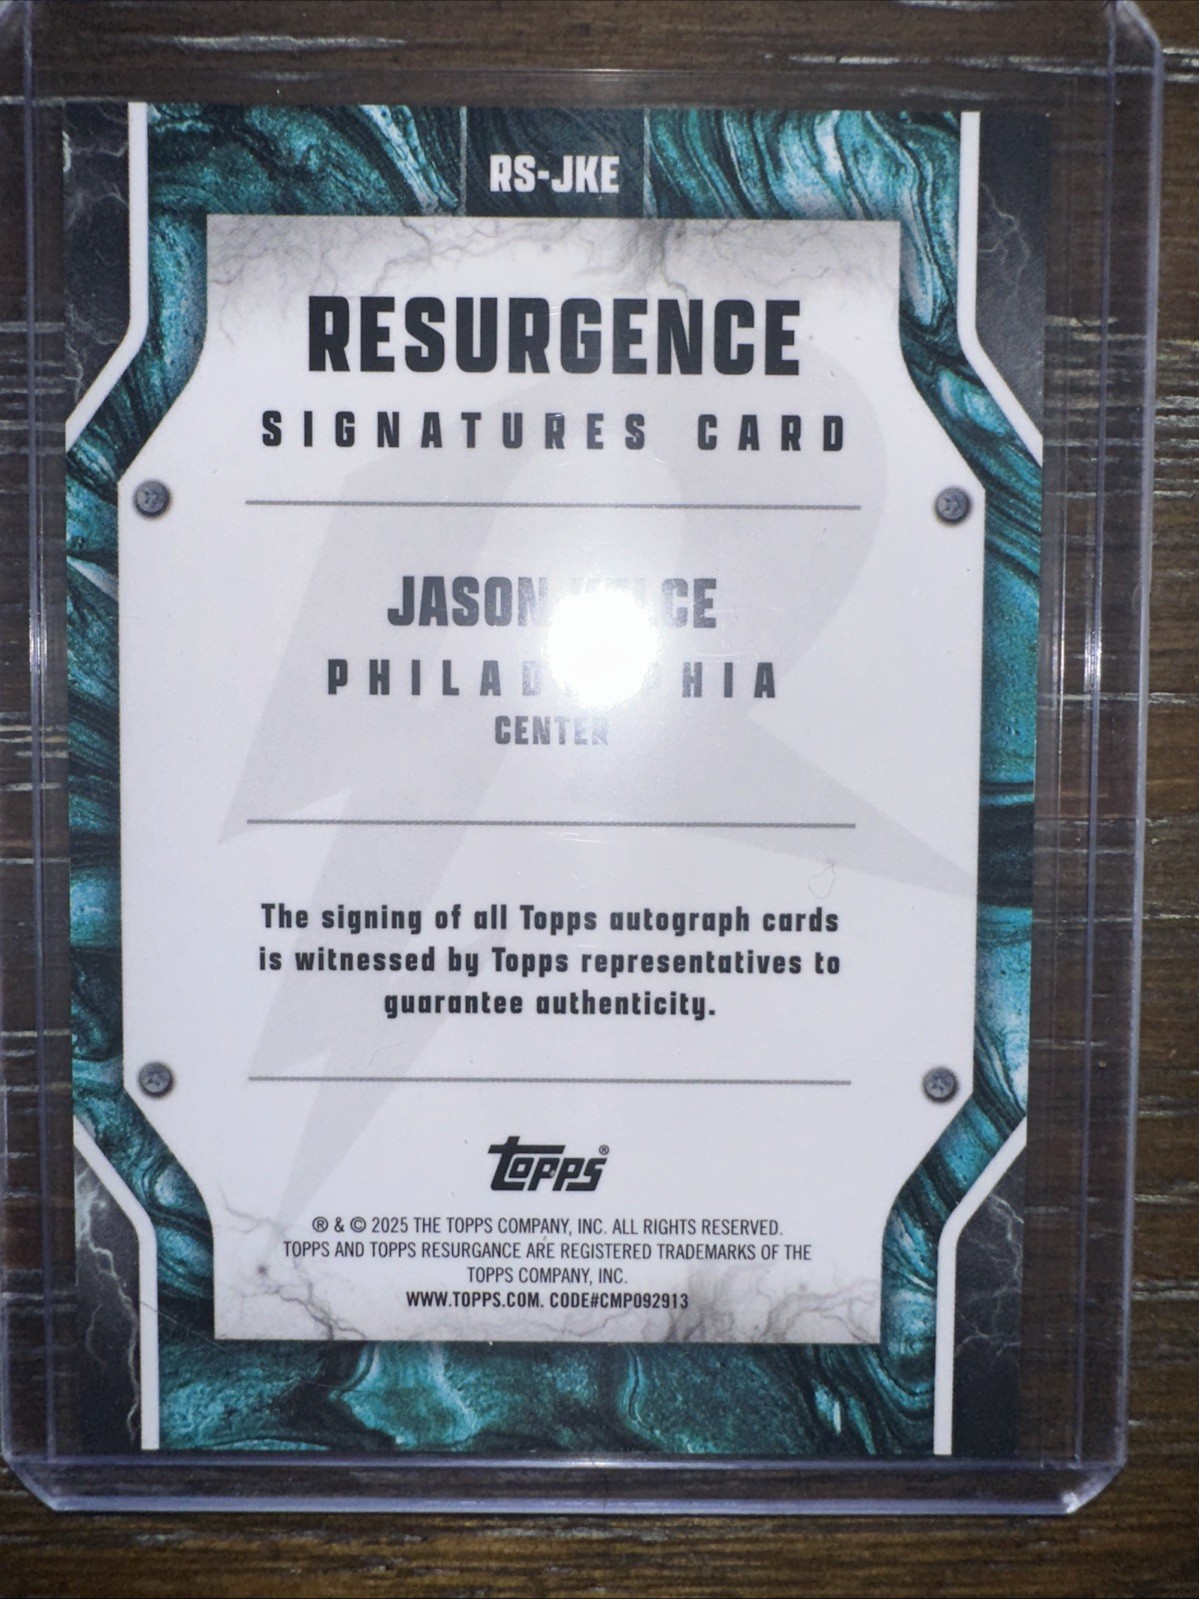 RS-JKE
RESURGENCE
SIGNATURES CARD
JASON
CENTER
The signing of all Topps autograph cards
is witnessed by Topps representatives to
guarantee authenticity.
topps®
® & © 2025 THE TOPPS COMPANY, INC. ALL RIGHTS RESERVED.
TOPPS AND TOPPS RESURGANCE ARE REGISTERED TRADEMARKS OF THE
TOPPS COMPANY, INC.
WWW.TOPPS.COM. CODE#CMP092913